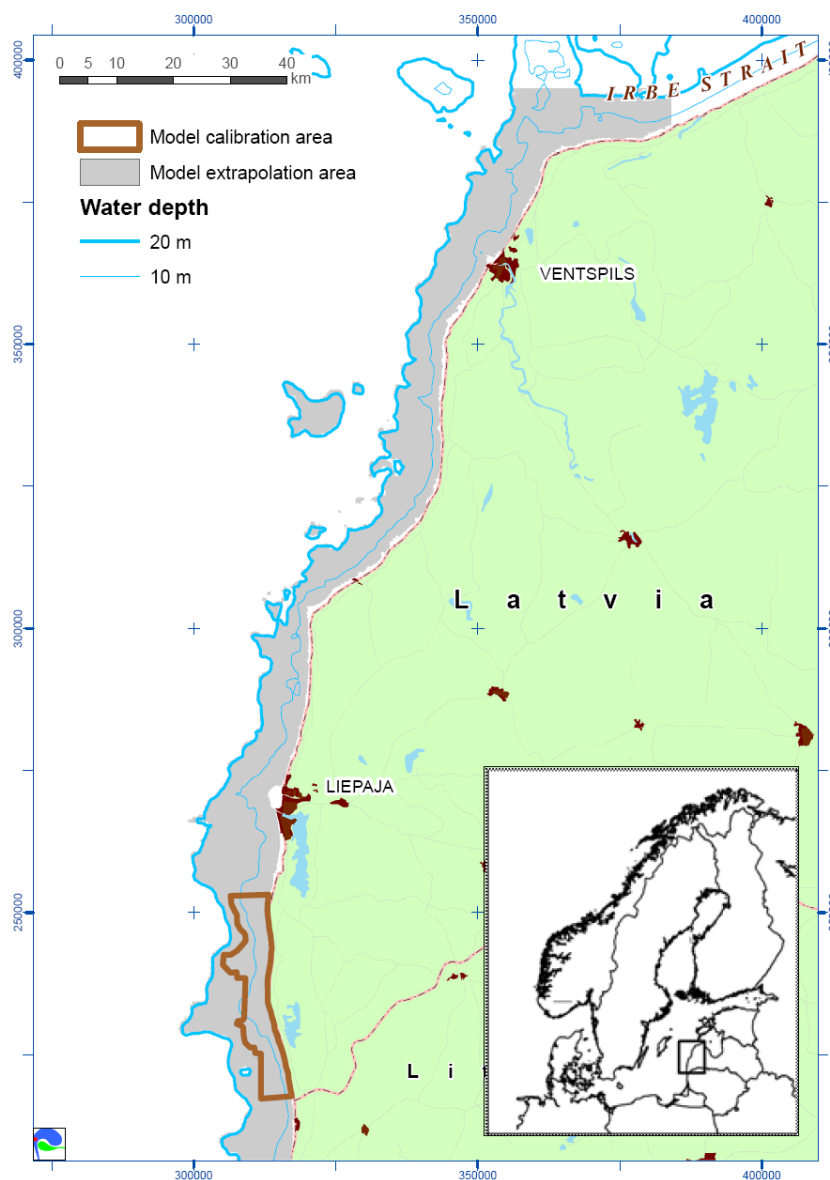 300000 350000 400000
0 5 10 20 30 40
km
400000
IRBE STRAIT
Model calibration area
Model extrapolation area
Water depth
20 m
10 m
VENTSPILS
350000
Latvia
300000
LIEPAJA
250000
Li
300000 350000 400000